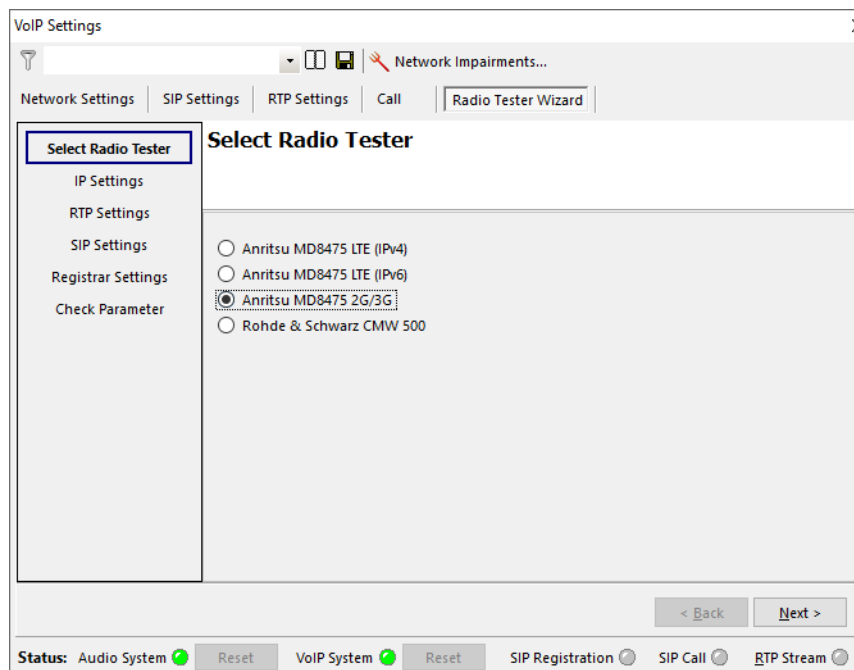 VoIP Settings
Network Impairments...
Network Settings SIP Settings RTP Settings Call Radio Tester Wizard
Select Radio Tester
IP Settings
RTP Settings
SIP Settings
Registrar Settings
Check Parameter
Select Radio Tester
Anritsu MD8475 LTE (IPv4)
Anritsu MD8475 LTE (IPv6)
Anritsu MD8475 2G/3G
Rohde & Schwarz CMW 500
< Back Next >
Status: Audio System Reset VoIP System Reset SIP Registration SIP Call RTP Stream